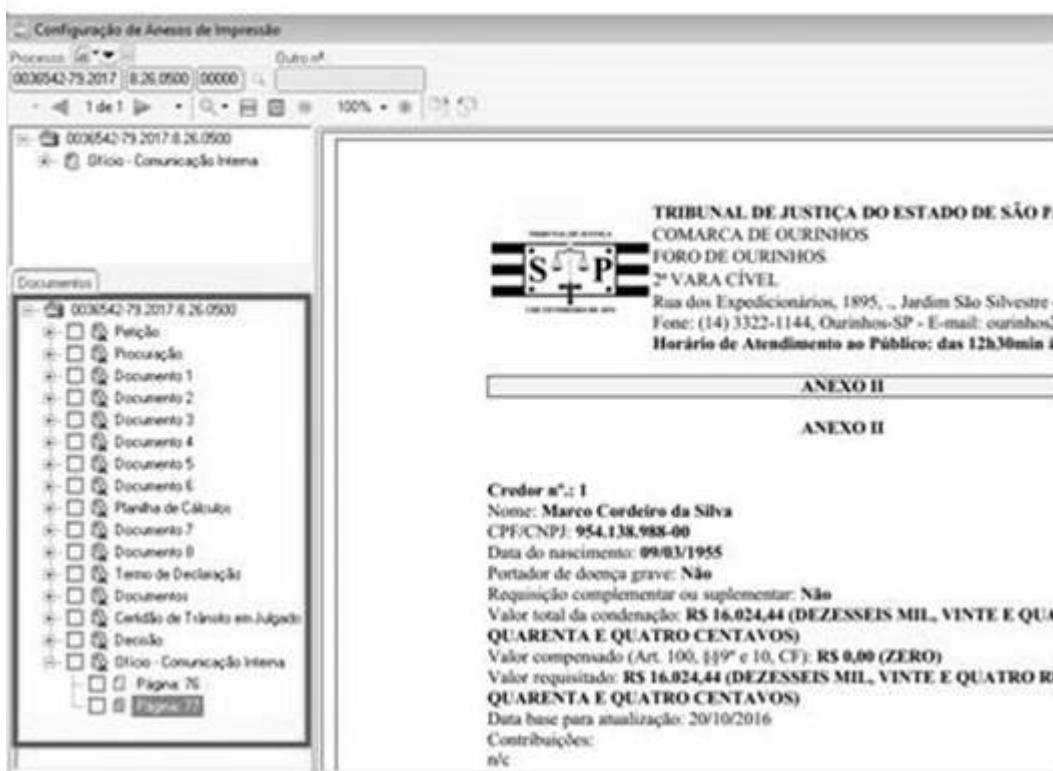 Configuração de Anexos de Impressão
Processo:
Outro nº
0036542-79.2017 8.26.0500 00000
1 de 1
100%
0036542-79.2017.8.26.0500
Ofício - Comunicação Interna
Documentos
0036542-79.2017.8.26.0500
Petição
Procuração
Documento 1
Documento 2
Documento 3
Documento 4
Documento 5
Documento 6
Planilha de Cálculos
Documento 7
Documento 8
Termo de Declaração
Documentos
Certidão de Trânsito em Julgado
Decisão
Ofício - Comunicação Interna
Página: 76
Página: 77
S P
TRIBUNAL DE JUSTIÇA DO ESTADO DE SÃO P
COMARCA DE OURINHOS
FORO DE OURINHOS
2ª VARA CÍVEL
Rua dos Expedicionários, 1895, ., Jardim São Silvestre -
Fone: (14) 3322-1144, Ourinhos-SP - E-mail: ourinhos
Horário de Atendimento ao Público: das 12h30min
ANEXO II
ANEXO II
Credor nº.: 1
Nome: Marco Cordeiro da Silva
CPF/CNPJ: 954.138.988-00
Data do nascimento: 09/03/1955
Portador de doença grave: Não
Requisição complementar ou suplementar: Não
Valor total da condenação: R$ 16.024,44 (DEZESSEIS MIL, VINTE E QUA
QUARENTA E QUATRO CENTAVOS)
Valor compensado (Art. 100, §§9º e 10, CF): R$ 0,00 (ZERO)
Valor requisitado: R$ 16.024,44 (DEZESSEIS MIL, VINTE E QUATRO R
QUARENTA E QUATRO CENTAVOS)
Data base para atualização: 20/10/2016
Contribuições:
n/c